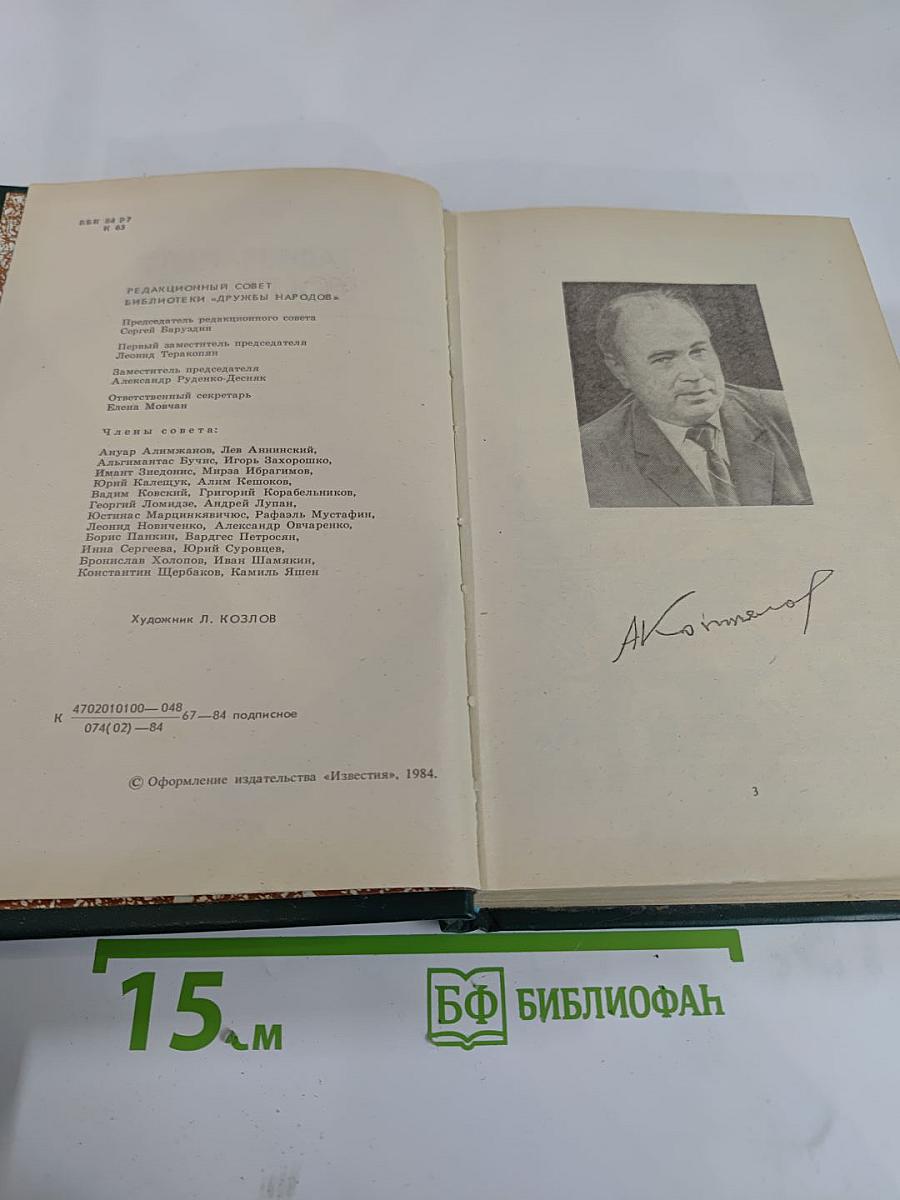 ББК 84 Р7
К 65
РЕДАКЦИОННЫЙ СОВЕТ
БИБЛИОТЕКИ «ДРУЖБЫ НАРОДОВ»
Председатель редакционного совета
Сергей Баруздин
Первый заместитель председателя
Леонид Теракопян
Заместитель председателя
Александр Руденко-Десняк
Ответственный секретарь
Елена Мовчан
Члены совета:
Ануар Алимжанов, Лев Аннинский,
Альгимантас Бучис, Игорь Захорошко,
Имант Зиедонис, Мирза Ибрагимов,
Юрий Калещук, Алим Кешоков,
Вадим Ковский, Григорий Корабельников,
Георгий Ломидзе, Андрей Лупан,
Юстинас Марцинкявичюс, Рафаэль Мустафин,
Леонид Новиченко, Александр Овчаренко,
Борис Панкин, Вардгес Петросян,
Инна Сергеева, Юрий Суровцев,
Бронислав Холопов, Иван Шамякин,
Константин Щербаков, Камиль Яшен
Художник Л. КОЗЛОВ
К 4702010100—048
074(02)—84 67—84 подписное
© Оформление издательства «Известия», 1984.
АКоптелов
3
15 см
БФ БИБЛИОФАН